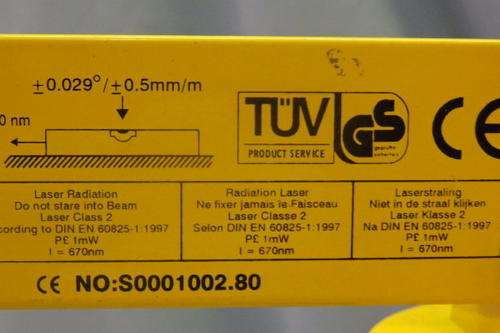 ±0.029°/±0.5mm/m
0 nm
TÜV
PRODUCT SERVICE
GS
geprüfte
CE
Laser Radiation
Do not stare into Beam
Laser Class 2
cording to DIN EN 60825-1:1997
P£ 1mW
l = 670nm
Radiation Laser
Ne fixer jamais le Faisceau
Laser Classe 2
Selon DIN EN 60825-1:1997
P£ 1mW
l = 670nm
Laserstraling
Niet in de straal klijken
Laser Klasse 2
Na DIN EN 60825-1:1997
P£ 1mW
l = 670nm
CE NO:S0001002.80